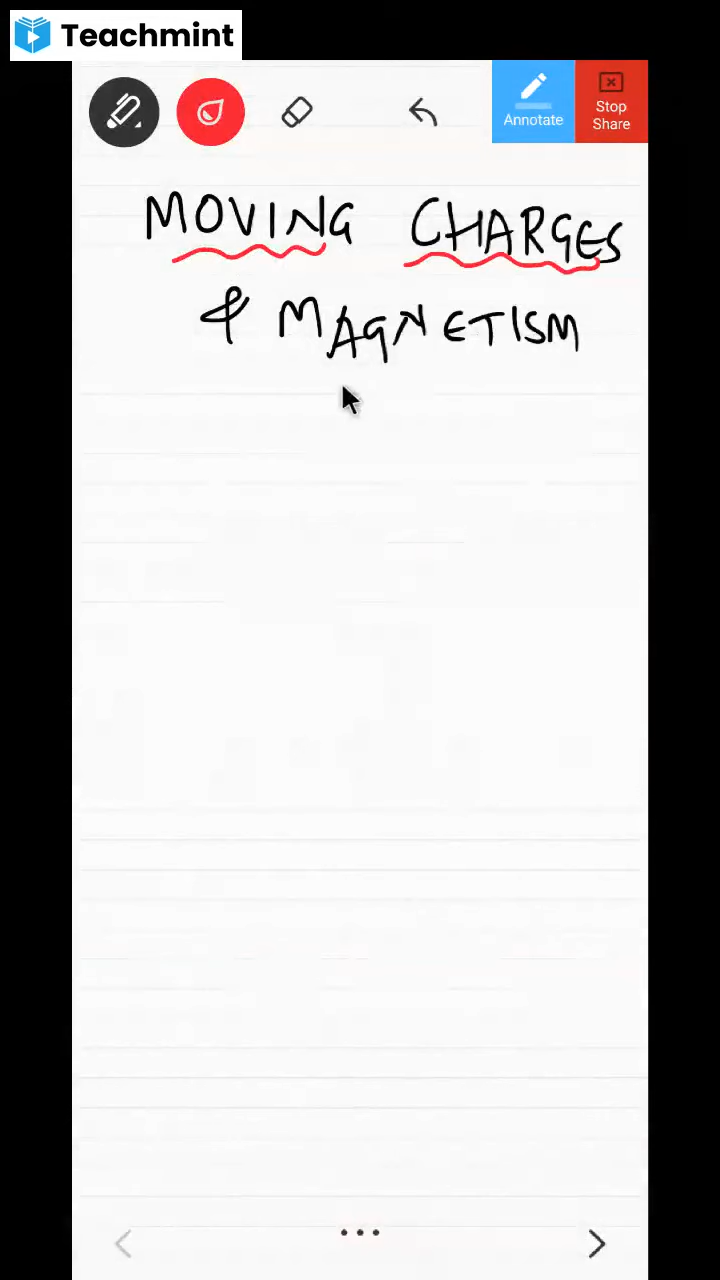 Teachmint
Annotate
Stop
Share
MOVING CHARGES
& MAGNETISM